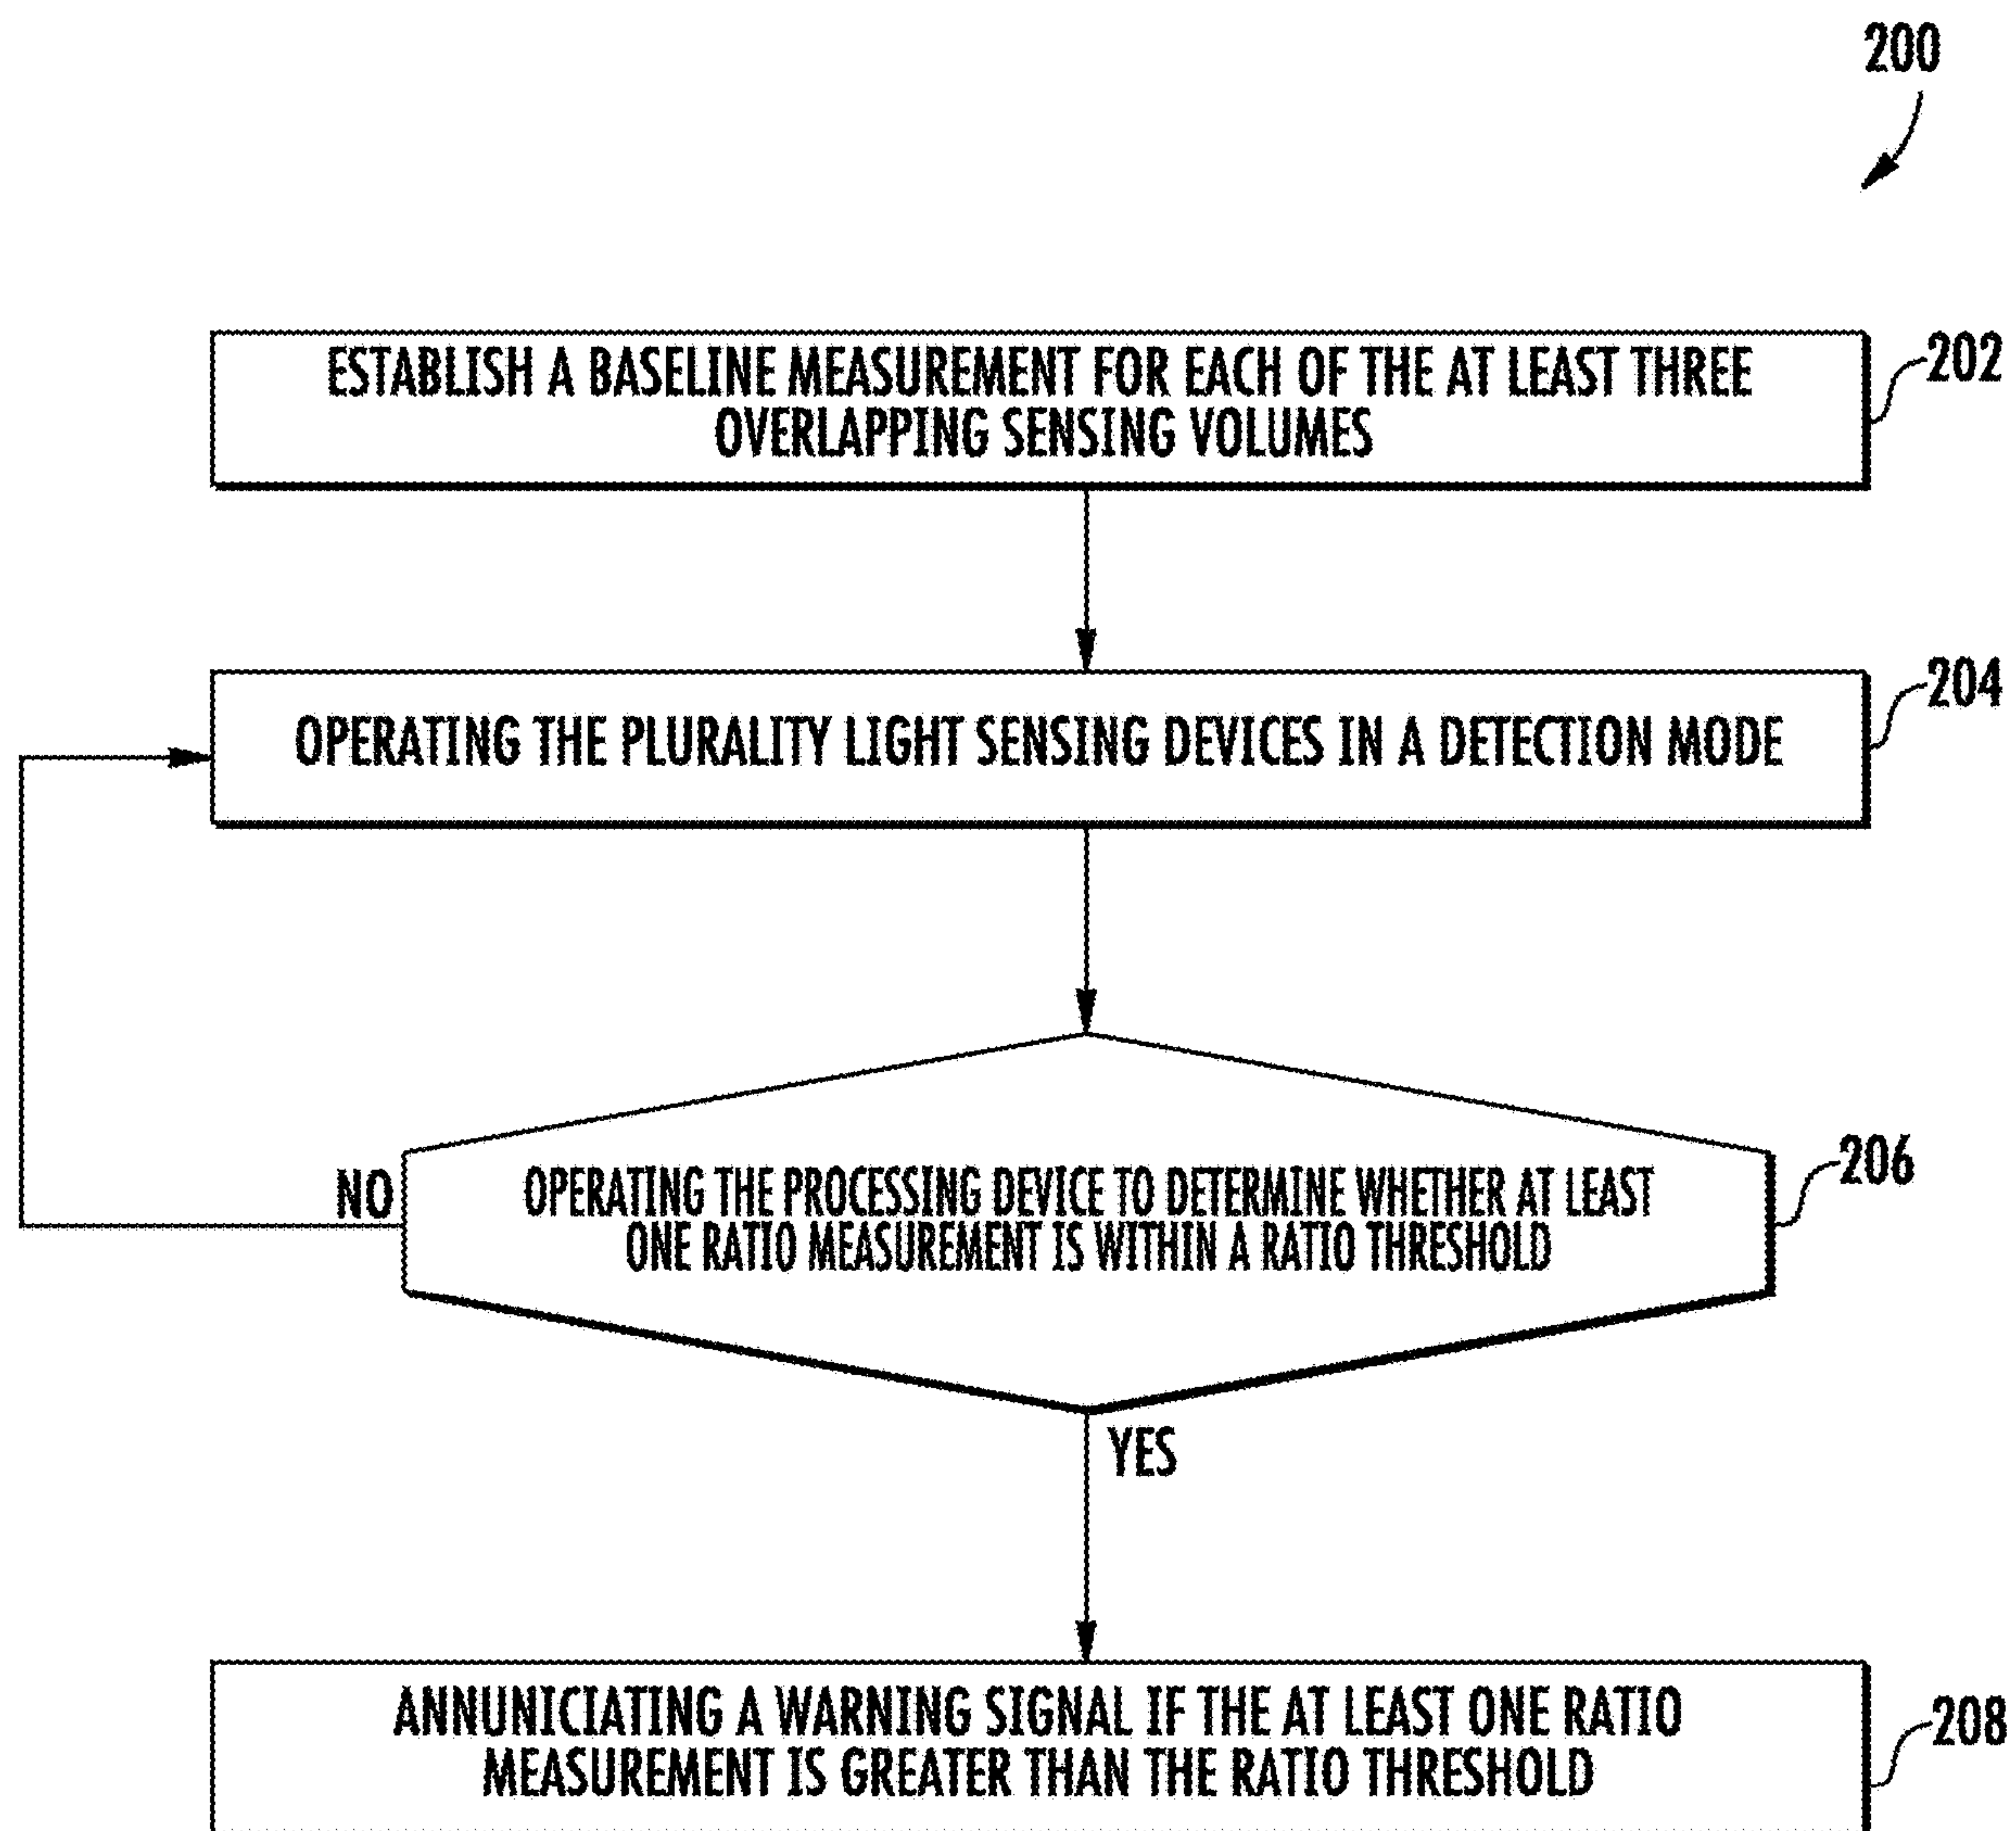 200
ESTABLISH A BASELINE MEASUREMENT FOR EACH OF THE AT LEAST THREE
OVERLAPPING SENSING VOLUMES
202
OPERATING THE PLURALITY LIGHT SENSING DEVICES IN A DETECTION MODE
204
NO
OPERATING THE PROCESSING DEVICE TO DETERMINE WHETHER AT LEAST
ONE RATIO MEASUREMENT IS WITHIN A RATIO THRESHOLD
206
YES
ANNUNICIATING A WARNING SIGNAL IF THE AT LEAST ONE RATIO
MEASUREMENT IS GREATER THAN THE RATIO THRESHOLD
208